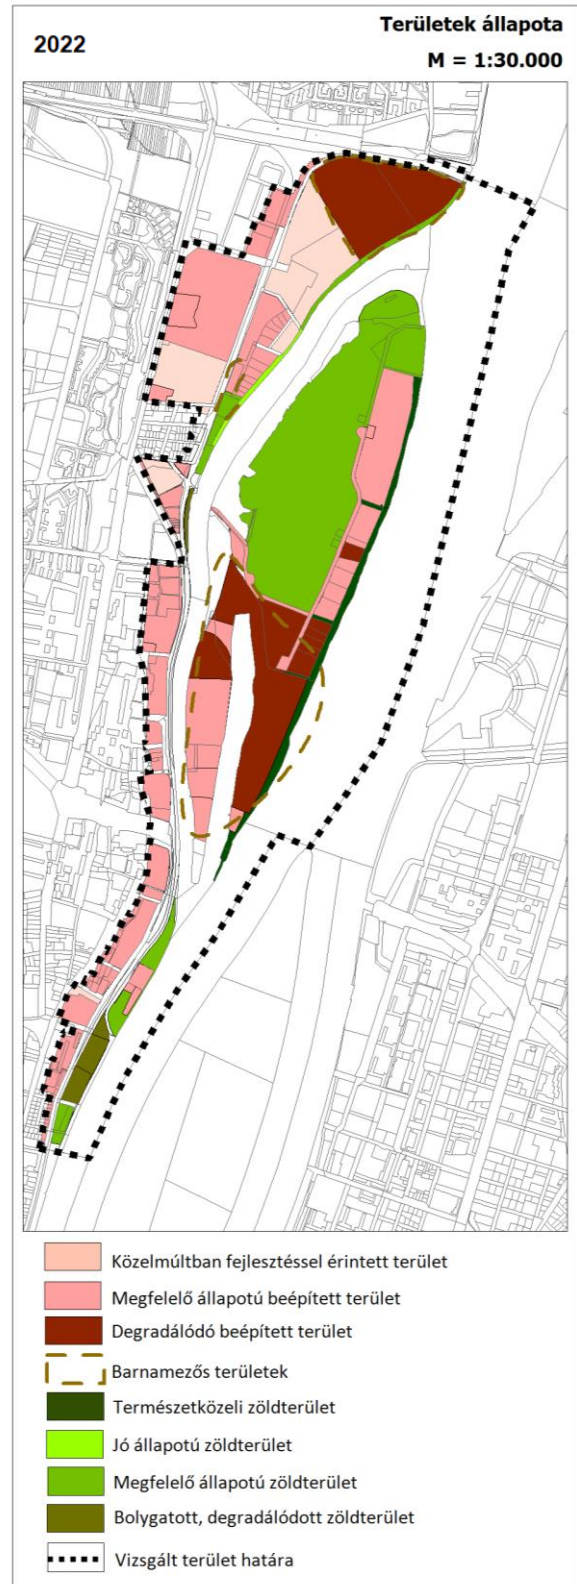 Területek állapota
2022
M = 1:30.000
Közelmúltban fejlesztéssel érintett terület
Megfelelő állapotú beépített terület
Degradálódó beépített terület
Barnamezős területek
Természetközeli zöldterület
Jó állapotú zöldterület
Megfelelő állapotú zöldterület
Bolygatott, degradálódott zöldterület
Vizsgált terület határa